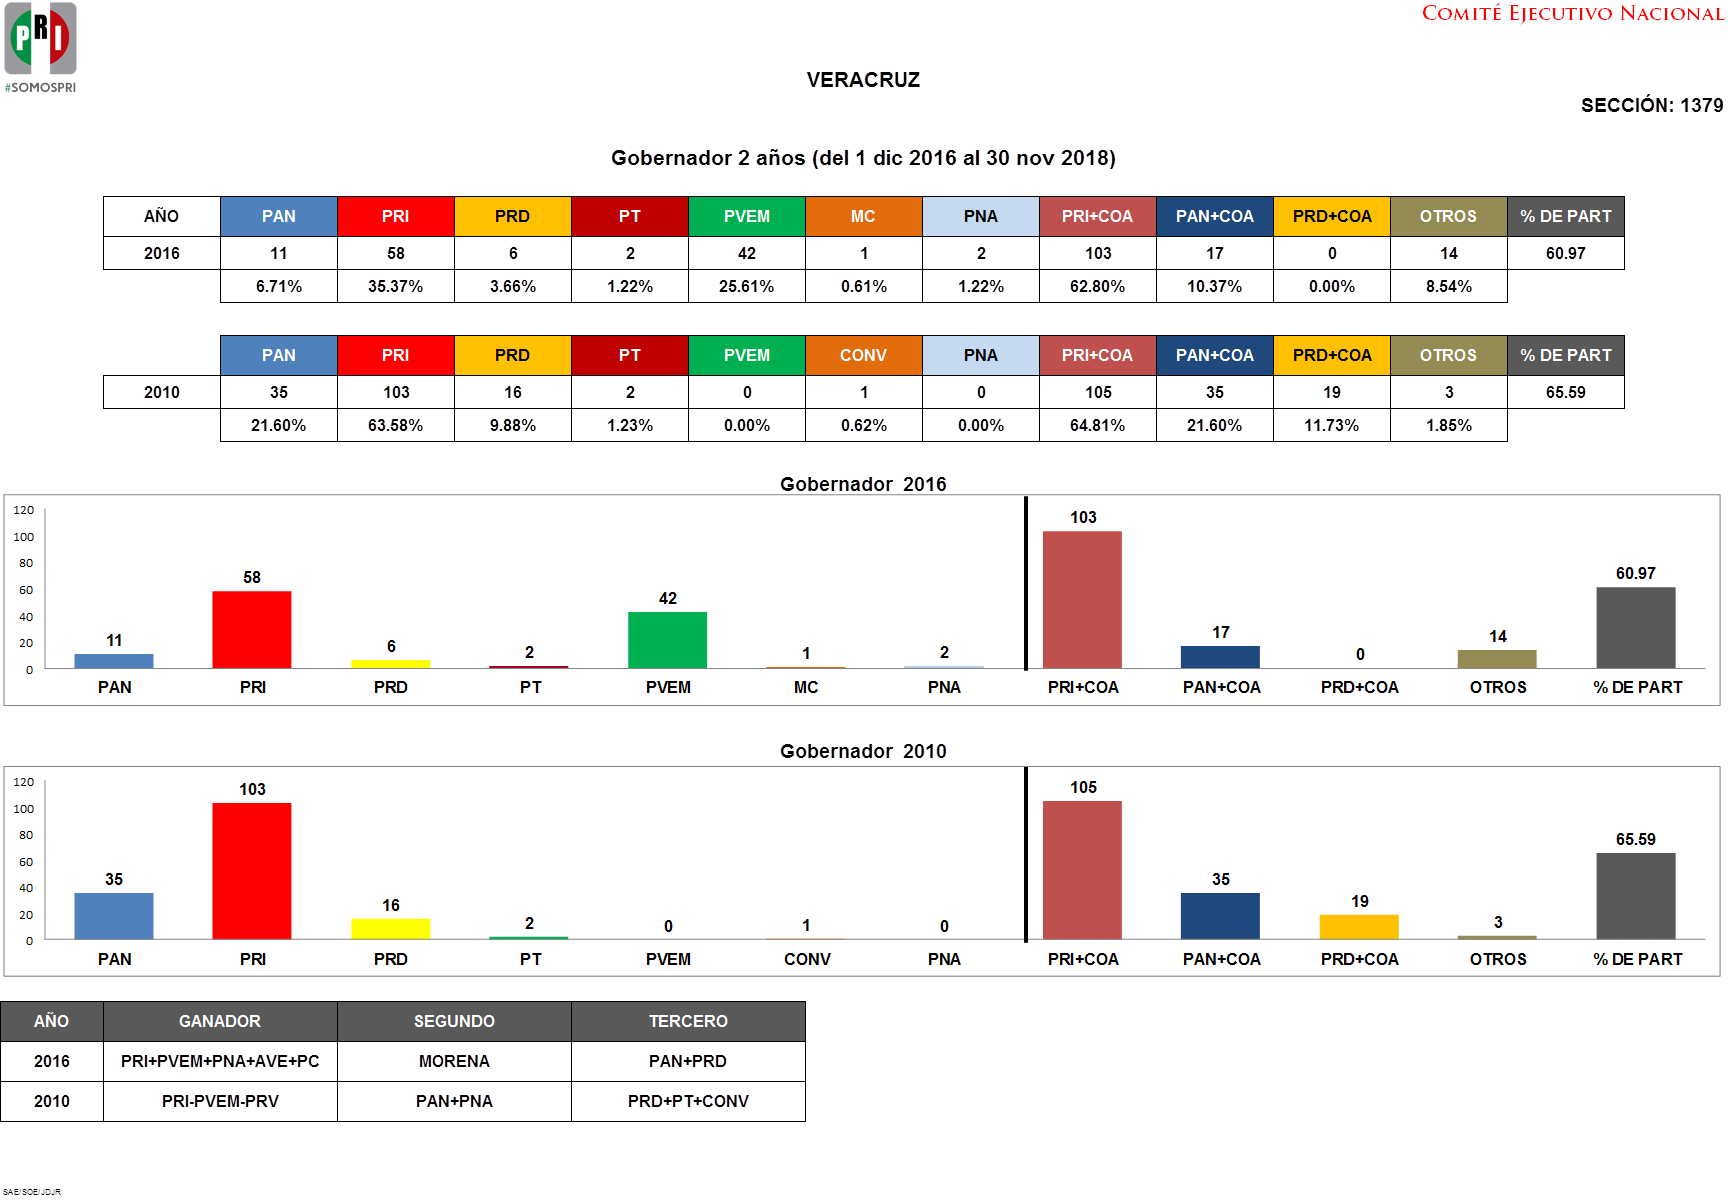 PRI
#SOMOSPRI
COMITÉ EJECUTIVO NACIONAL
VERACRUZ
SECCIÓN: 1379
Gobernador 2 años (del 1 dic 2016 al 30 nov 2018)
AÑO PAN PRI PRD PT PVEM MC PNA PRI+COA PAN+COA PRD+COA OTROS % DE PART
2016 11 58 6 2 42 1 2 103 17 0 14 60.97
6.71% 35.37% 3.66% 1.22% 25.61% 0.61% 1.22% 62.80% 10.37% 0.00% 8.54%
PAN PRI PRD PT PVEM CONV PNA PRI+COA PAN+COA PRD+COA OTROS % DE PART
2010 35 103 16 2 0 1 0 105 35 19 3 65.59
21.60% 63.58% 9.88% 1.23% 0.00% 0.62% 0.00% 64.81% 21.60% 11.73% 1.85%
Gobernador 2016
120
100
80
60
40
20
0
11 58 6 2 42 1 2 103 17 0 14 60.97
PAN PRI PRD PT PVEM MC PNA PRI+COA PAN+COA PRD+COA OTROS % DE PART
Gobernador 2010
120
100
80
60
40
20
0
35 103 16 2 0 1 0 105 35 19 3 65.59
PAN PRI PRD PT PVEM CONV PNA PRI+COA PAN+COA PRD+COA OTROS % DE PART
AÑO GANADOR SEGUNDO TERCERO
2016 PRI+PVEM+PNA+AVE+PC MORENA PAN+PRD
2010 PRI-PVEM-PRV PAN+PNA PRD+PT+CONV
SAE/SOE/JDJR